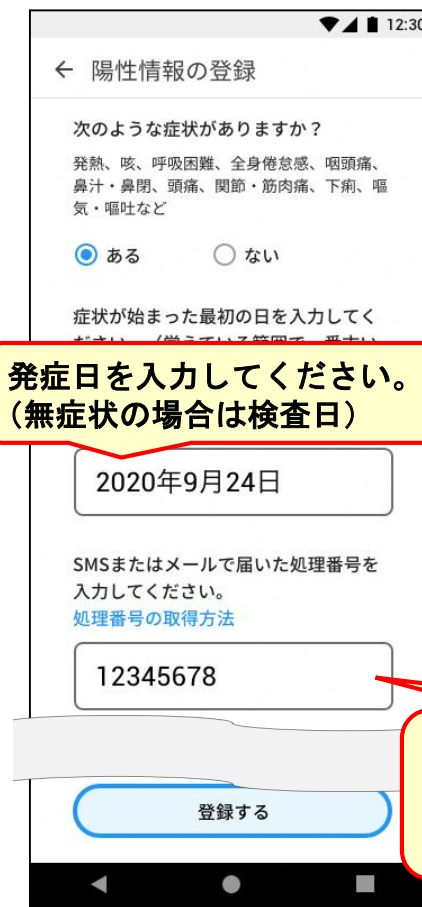 12:30
陽性情報の登録
次のような症状がありますか？
発熱、咳、呼吸困難、全身倦怠感、咽頭痛、
鼻汁・鼻閉、頭痛、関節・筋肉痛、下痢、嘔
気・嘔吐など
ある
ない
症状が始まった最初の日を入力してく
発症日を入力してください。
（無症状の場合は検査日）
2020年9月24日
SMSまたはメールで届いた処理番号を
入力してください。
処理番号の取得方法
12345678
登録する